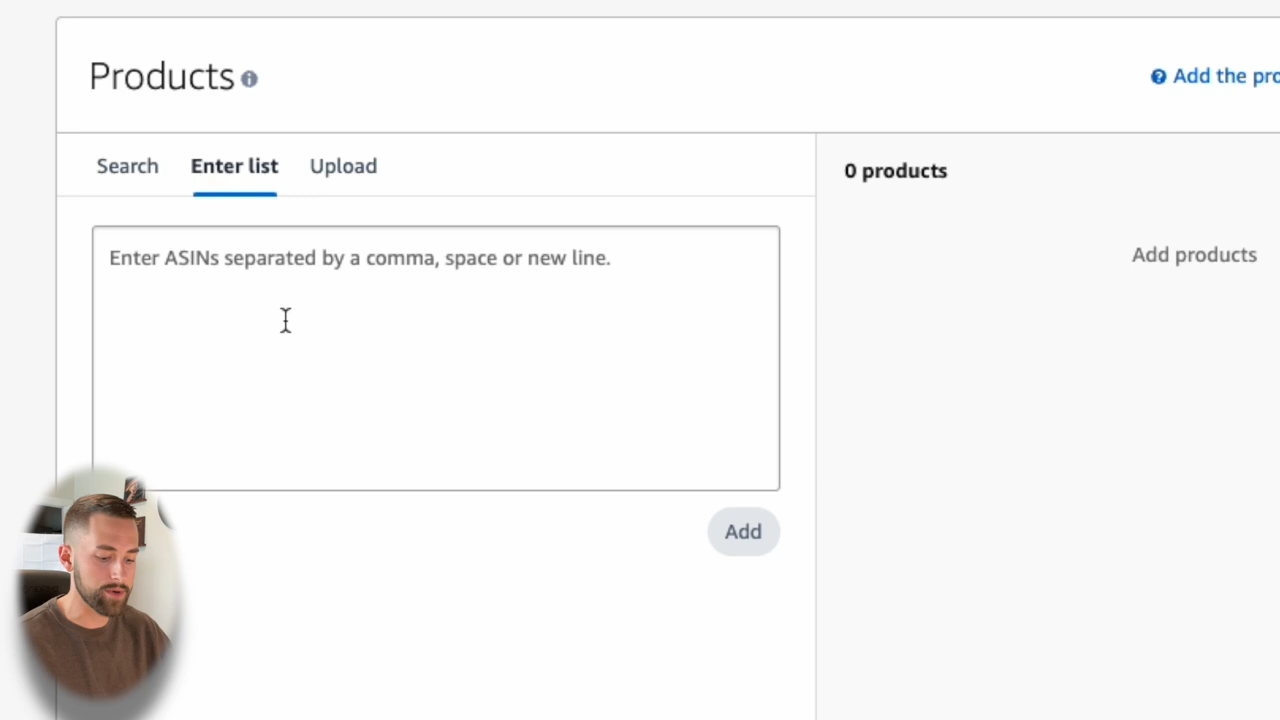 Products
Add the pro
Search
Enter list
Upload
0 products
Enter ASINs separated by a comma, space or new line.
Add products
Add